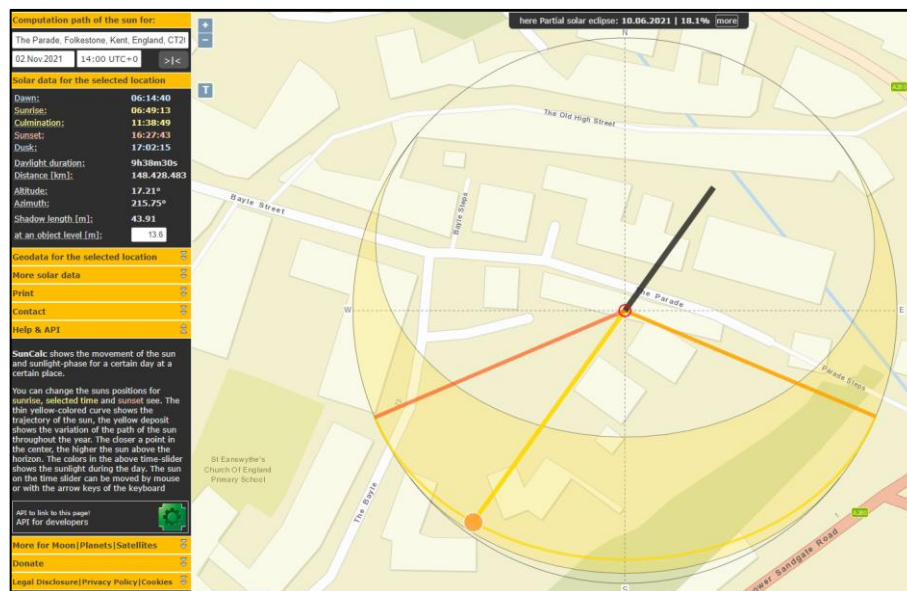 Computation path of the sun for:
The Parade, Folkestone, Kent, England, CT2
02.Nov.2021 14:00 UTC+0 >|<
Solar data for the selected location
Dawn: 06:14:40
Sunrise: 06:49:13
Culmination: 11:38:49
Sunset: 16:27:43
Dusk: 17:02:15
Daylight duration: 9h38m30s
Distance [km]: 148.428.483
Altitude: 17.21°
Azimuth: 215.75°
Shadow length [m]: 43.91
at an object level [m]: 13.6
Geodata for the selected location
More solar data
Print
Contact
Help & API
SunCalc shows the movement of the sun
and sunlight-phase for a certain day at a
certain place.
You can change the suns positions for
sunrise, selected time and sunset see. The
thin yellow-colored curve shows the
trajectory of the sun, the yellow deposit
shows the variation of the path of the sun
throughout the year. The closer a point in
the center, the higher the sun above the
horizon. The colors in the above time-slider
shows the sunlight during the day. The sun
on the time slider can be moved by mouse
or with the arrow keys of the keyboard
API to link to this page!
API for developers
More for Moon|Planets|Satellites
Donate
Legal Disclosure|Privacy Policy|Cookies
+
−
T
here Partial solar eclipse: 10.06.2021 | 18.1% more
N
The Old High Street
Bayle Street
Bayle Steps
The Parade
W
E
Parade Steps
St Eanswythe's
Church Of England
Primary School
The Bayle
A260
Lower Sandgate Road
S